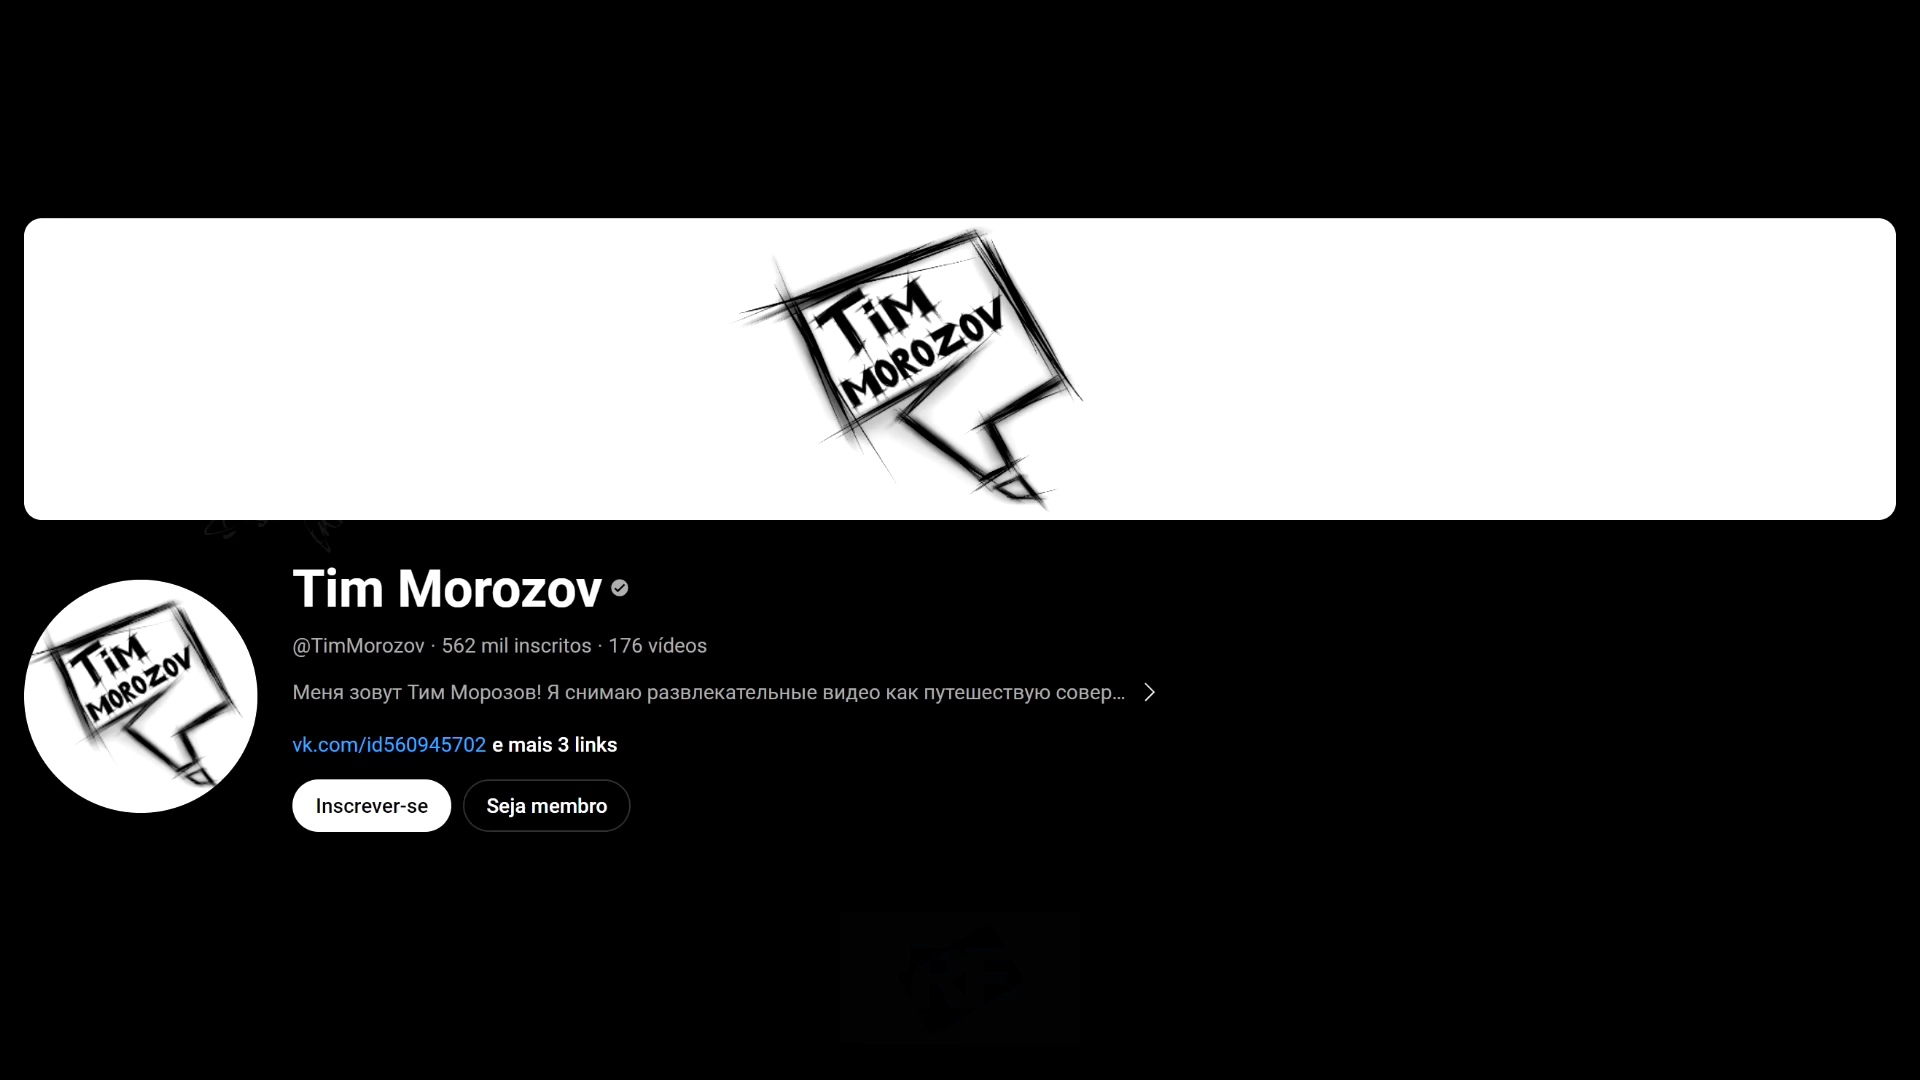 TiM
MOROZOV
Tim Morozov
@TimMorozov · 562 mil inscritos · 176 vídeos
Меня зовут Тим Морозов! Я снимаю развлекательные видео как путешествую совер...
vk.com/id560945702 e mais 3 links
Inscrever-se
Seja membro
TiM
MOROZOV